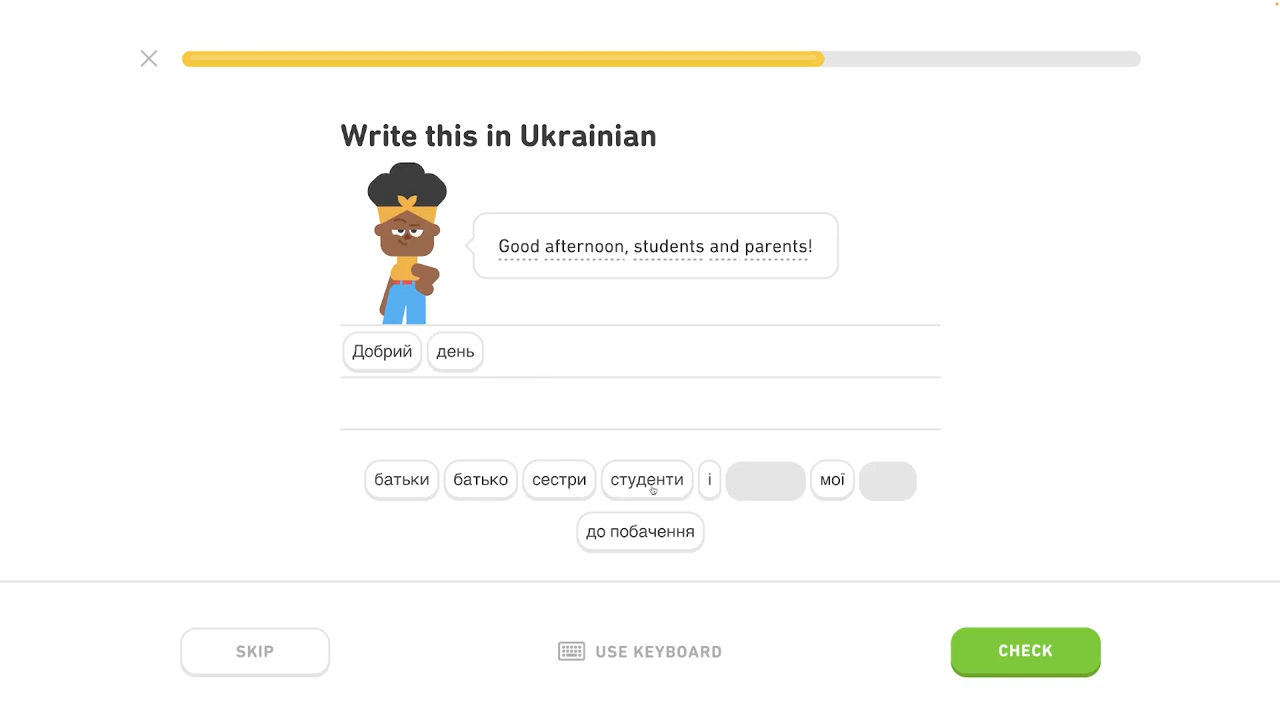 Write this in Ukrainian
Good afternoon, students and parents!
Добрий день
батьки батько сестри студенти і мої
до побачення
SKIP USE KEYBOARD CHECK